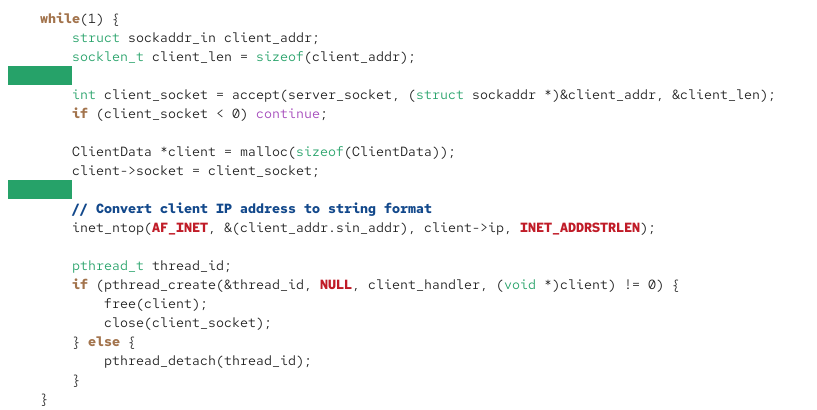 while(1) {
struct sockaddr_in client_addr;
socklen_t client_len = sizeof(client_addr);
int client_socket = accept(server_socket, (struct sockaddr *)&client_addr, &client_len);
if (client_socket < 0) continue;
ClientData *client = malloc(sizeof(ClientData));
client->socket = client_socket;
// Convert client IP address to string format
inet_ntop(AF_INET, &(client_addr.sin_addr), client->ip, INET_ADDRSTRLEN);
pthread_t thread_id;
if (pthread_create(&thread_id, NULL, client_handler, (void *)client) != 0) {
free(client);
close(client_socket);
} else {
pthread_detach(thread_id);
}
}